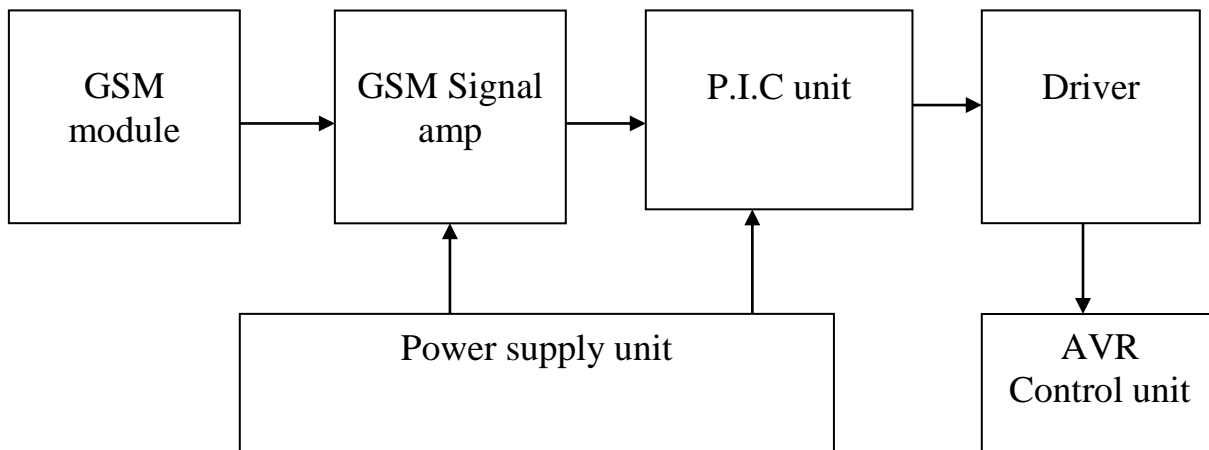 GSM
module
GSM Signal
amp
P.I.C unit
Driver
Power supply unit
AVR
Control unit